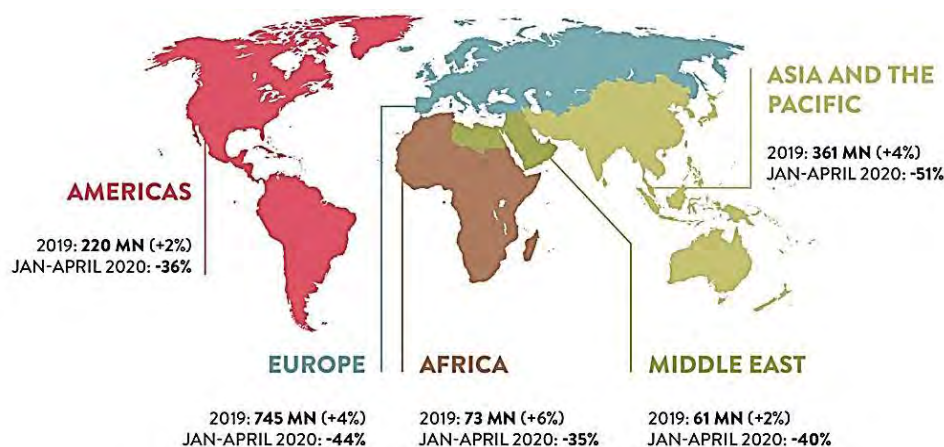 ASIA AND THE
PACIFIC
2019: 361 MN (+4%)
JAN-APRIL 2020: -51%
AMERICAS
2019: 220 MN (+2%)
JAN-APRIL 2020: -36%
EUROPE
2019: 745 MN (+4%)
JAN-APRIL 2020: -44%
AFRICA
2019: 73 MN (+6%)
JAN-APRIL 2020: -35%
MIDDLE EAST
2019: 61 MN (+2%)
JAN-APRIL 2020: -40%